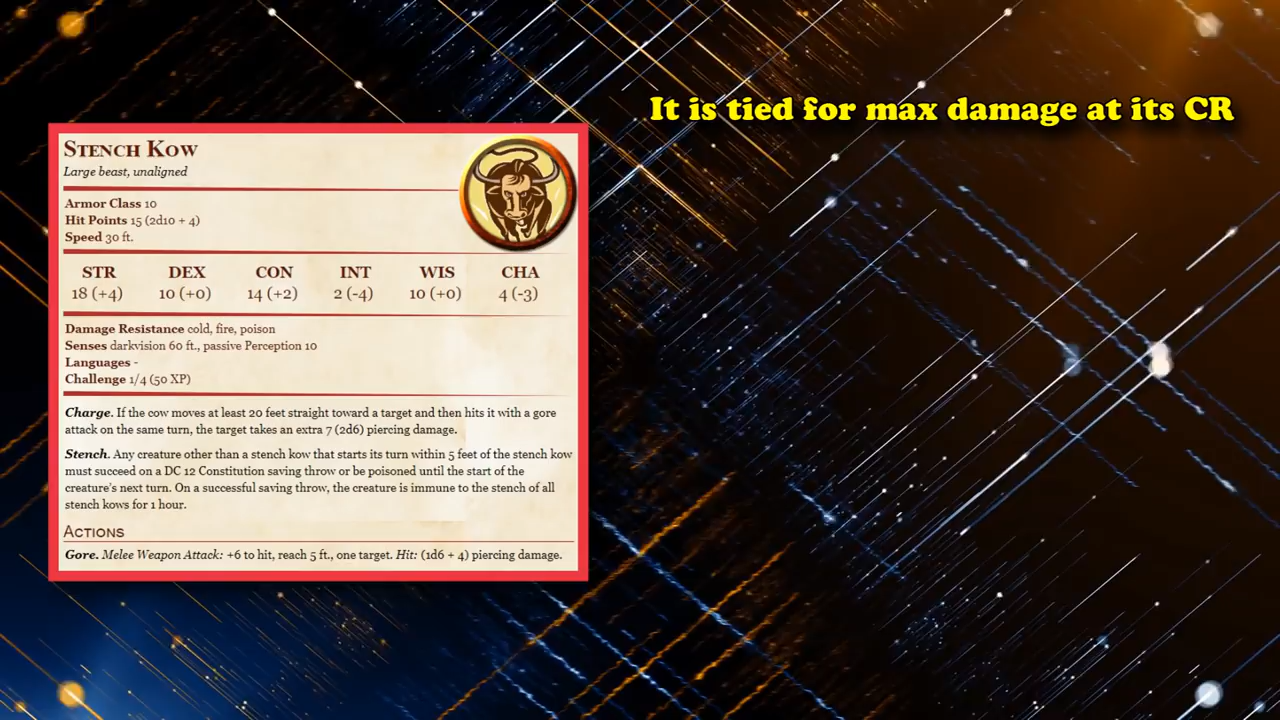 It is tied for max damage at its CR
Stench Kow
Large beast, unaligned
Armor Class 10
Hit Points 15 (2d10 + 4)
Speed 30 ft.
STR DEX CON INT WIS CHA
18 (+4) 10 (+0) 14 (+2) 2 (-4) 10 (+0) 4 (-3)
Damage Resistance cold, fire, poison
Senses darkvision 60 ft., passive Perception 10
Languages -
Challenge 1/4 (50 XP)
Charge. If the cow moves at least 20 feet straight toward a target and then hits it with a gore
attack on the same turn, the target takes an extra 7 (2d6) piercing damage.
Stench. Any creature other than a stench kow that starts its turn within 5 feet of the stench kow
must succeed on a DC 12 Constitution saving throw or be poisoned until the start of the
creature's next turn. On a successful saving throw, the creature is immune to the stench of all
stench kows for 1 hour.
Actions
Gore. Melee Weapon Attack: +6 to hit, reach 5 ft., one target. Hit: (1d6 + 4) piercing damage.